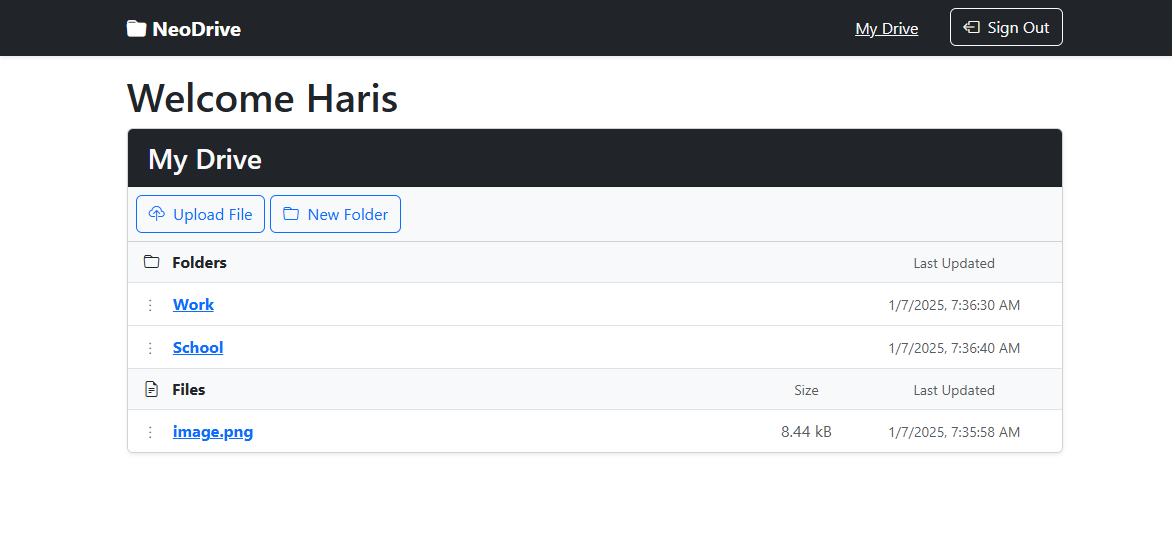 NeoDrive My Drive Sign Out
Welcome Haris
My Drive
Upload File New Folder
Folders Last Updated
Work 1/7/2025, 7:36:30 AM
School 1/7/2025, 7:36:40 AM
Files Size Last Updated
image.png 8.44 kB 1/7/2025, 7:35:58 AM